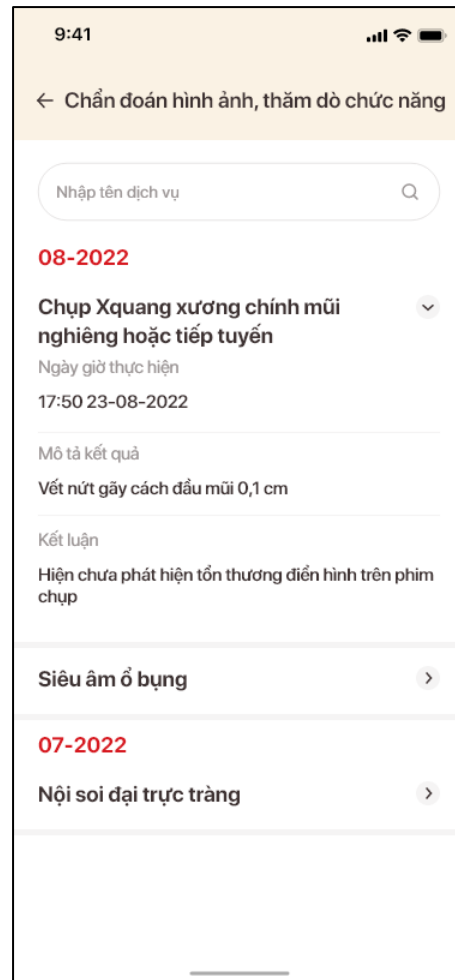 9:41
Chẩn đoán hình ảnh, thăm dò chức năng
Nhập tên dịch vụ
08-2022
Chụp Xquang xương chính mũi
nghiêng hoặc tiếp tuyến
Ngày giờ thực hiện
17:50 23-08-2022
Mô tả kết quả
Vết nứt gãy cách đầu mũi 0,1 cm
Kết luận
Hiện chưa phát hiện tổn thương điển hình trên phim
chụp
Siêu âm ổ bụng
07-2022
Nội soi đại trực tràng